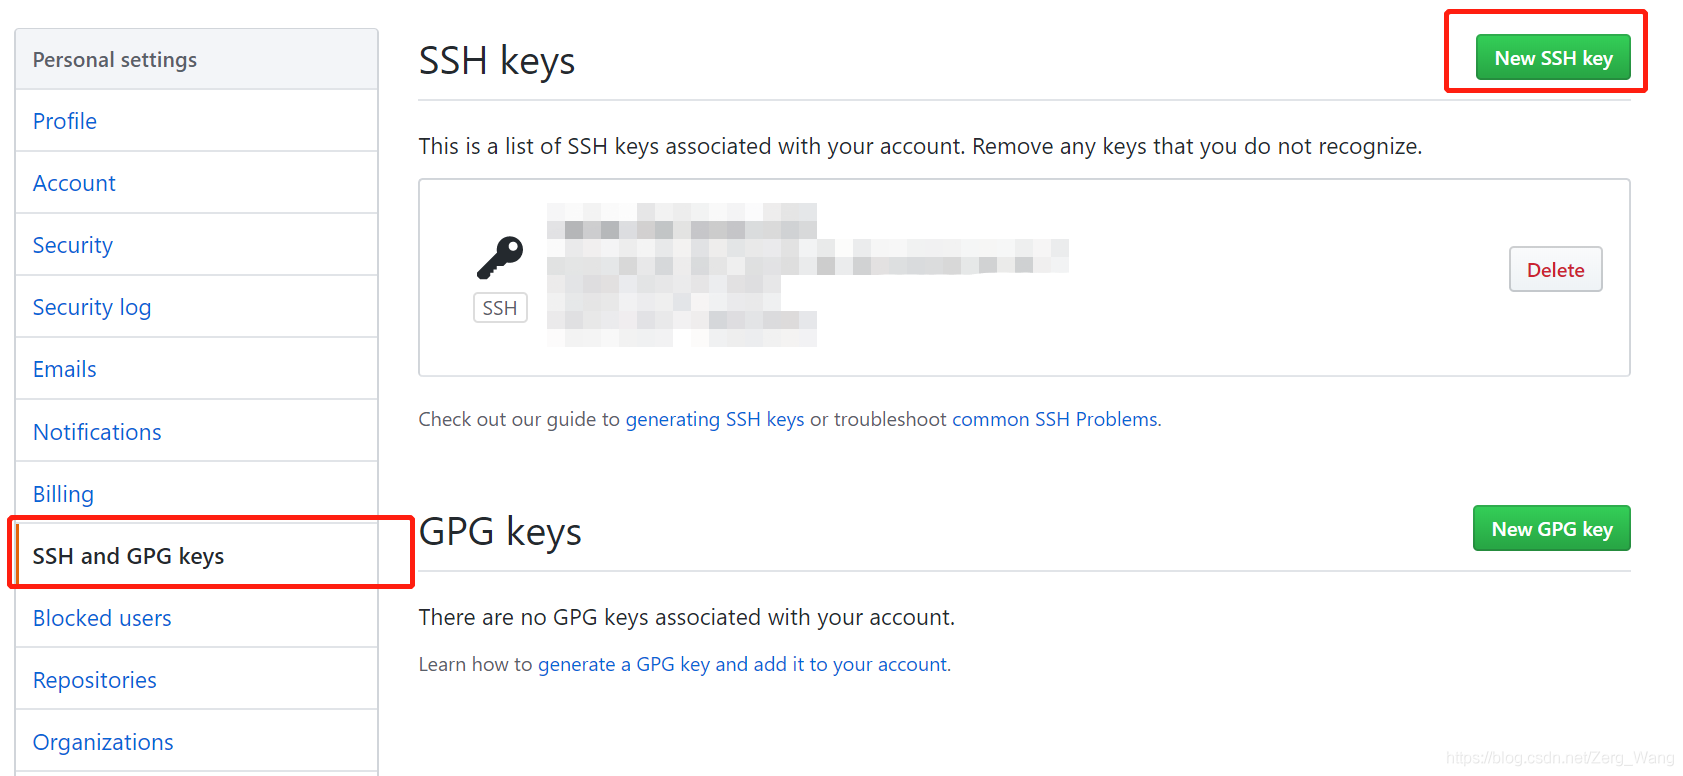 Personal settings
Profile
Account
Security
Security log
Emails
Notifications
Billing
SSH and GPG keys
Blocked users
Repositories
Organizations
SSH keys
New SSH key
This is a list of SSH keys associated with your account. Remove any keys that you do not recognize.
SSH
Delete
Check out our guide to generating SSH keys or troubleshoot common SSH Problems.
GPG keys
New GPG key
There are no GPG keys associated with your account.
Learn how to generate a GPG key and add it to your account.
https://blog.csdn.net/Zerg_Wang